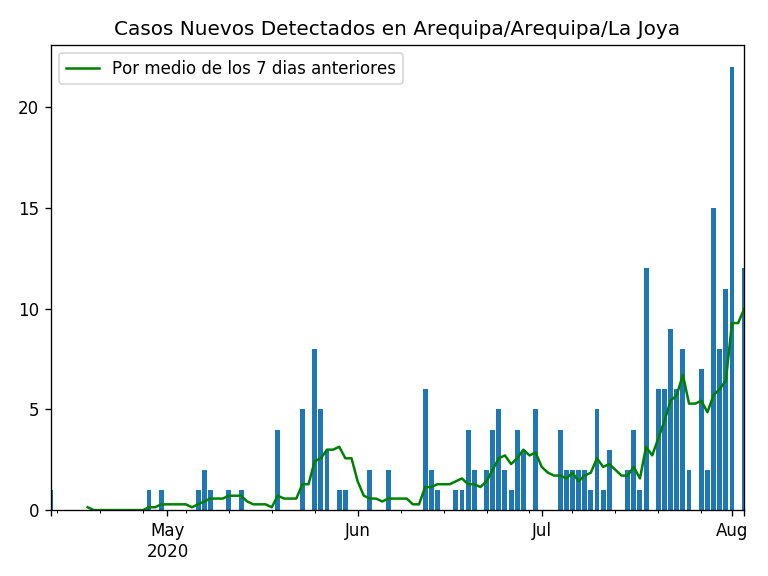 Casos Nuevos Detectados en Arequipa/Arequipa/La Joya
Por medio de los 7 dias anteriores
20
15
10
5
0
May
2020
Jun
Jul
Aug